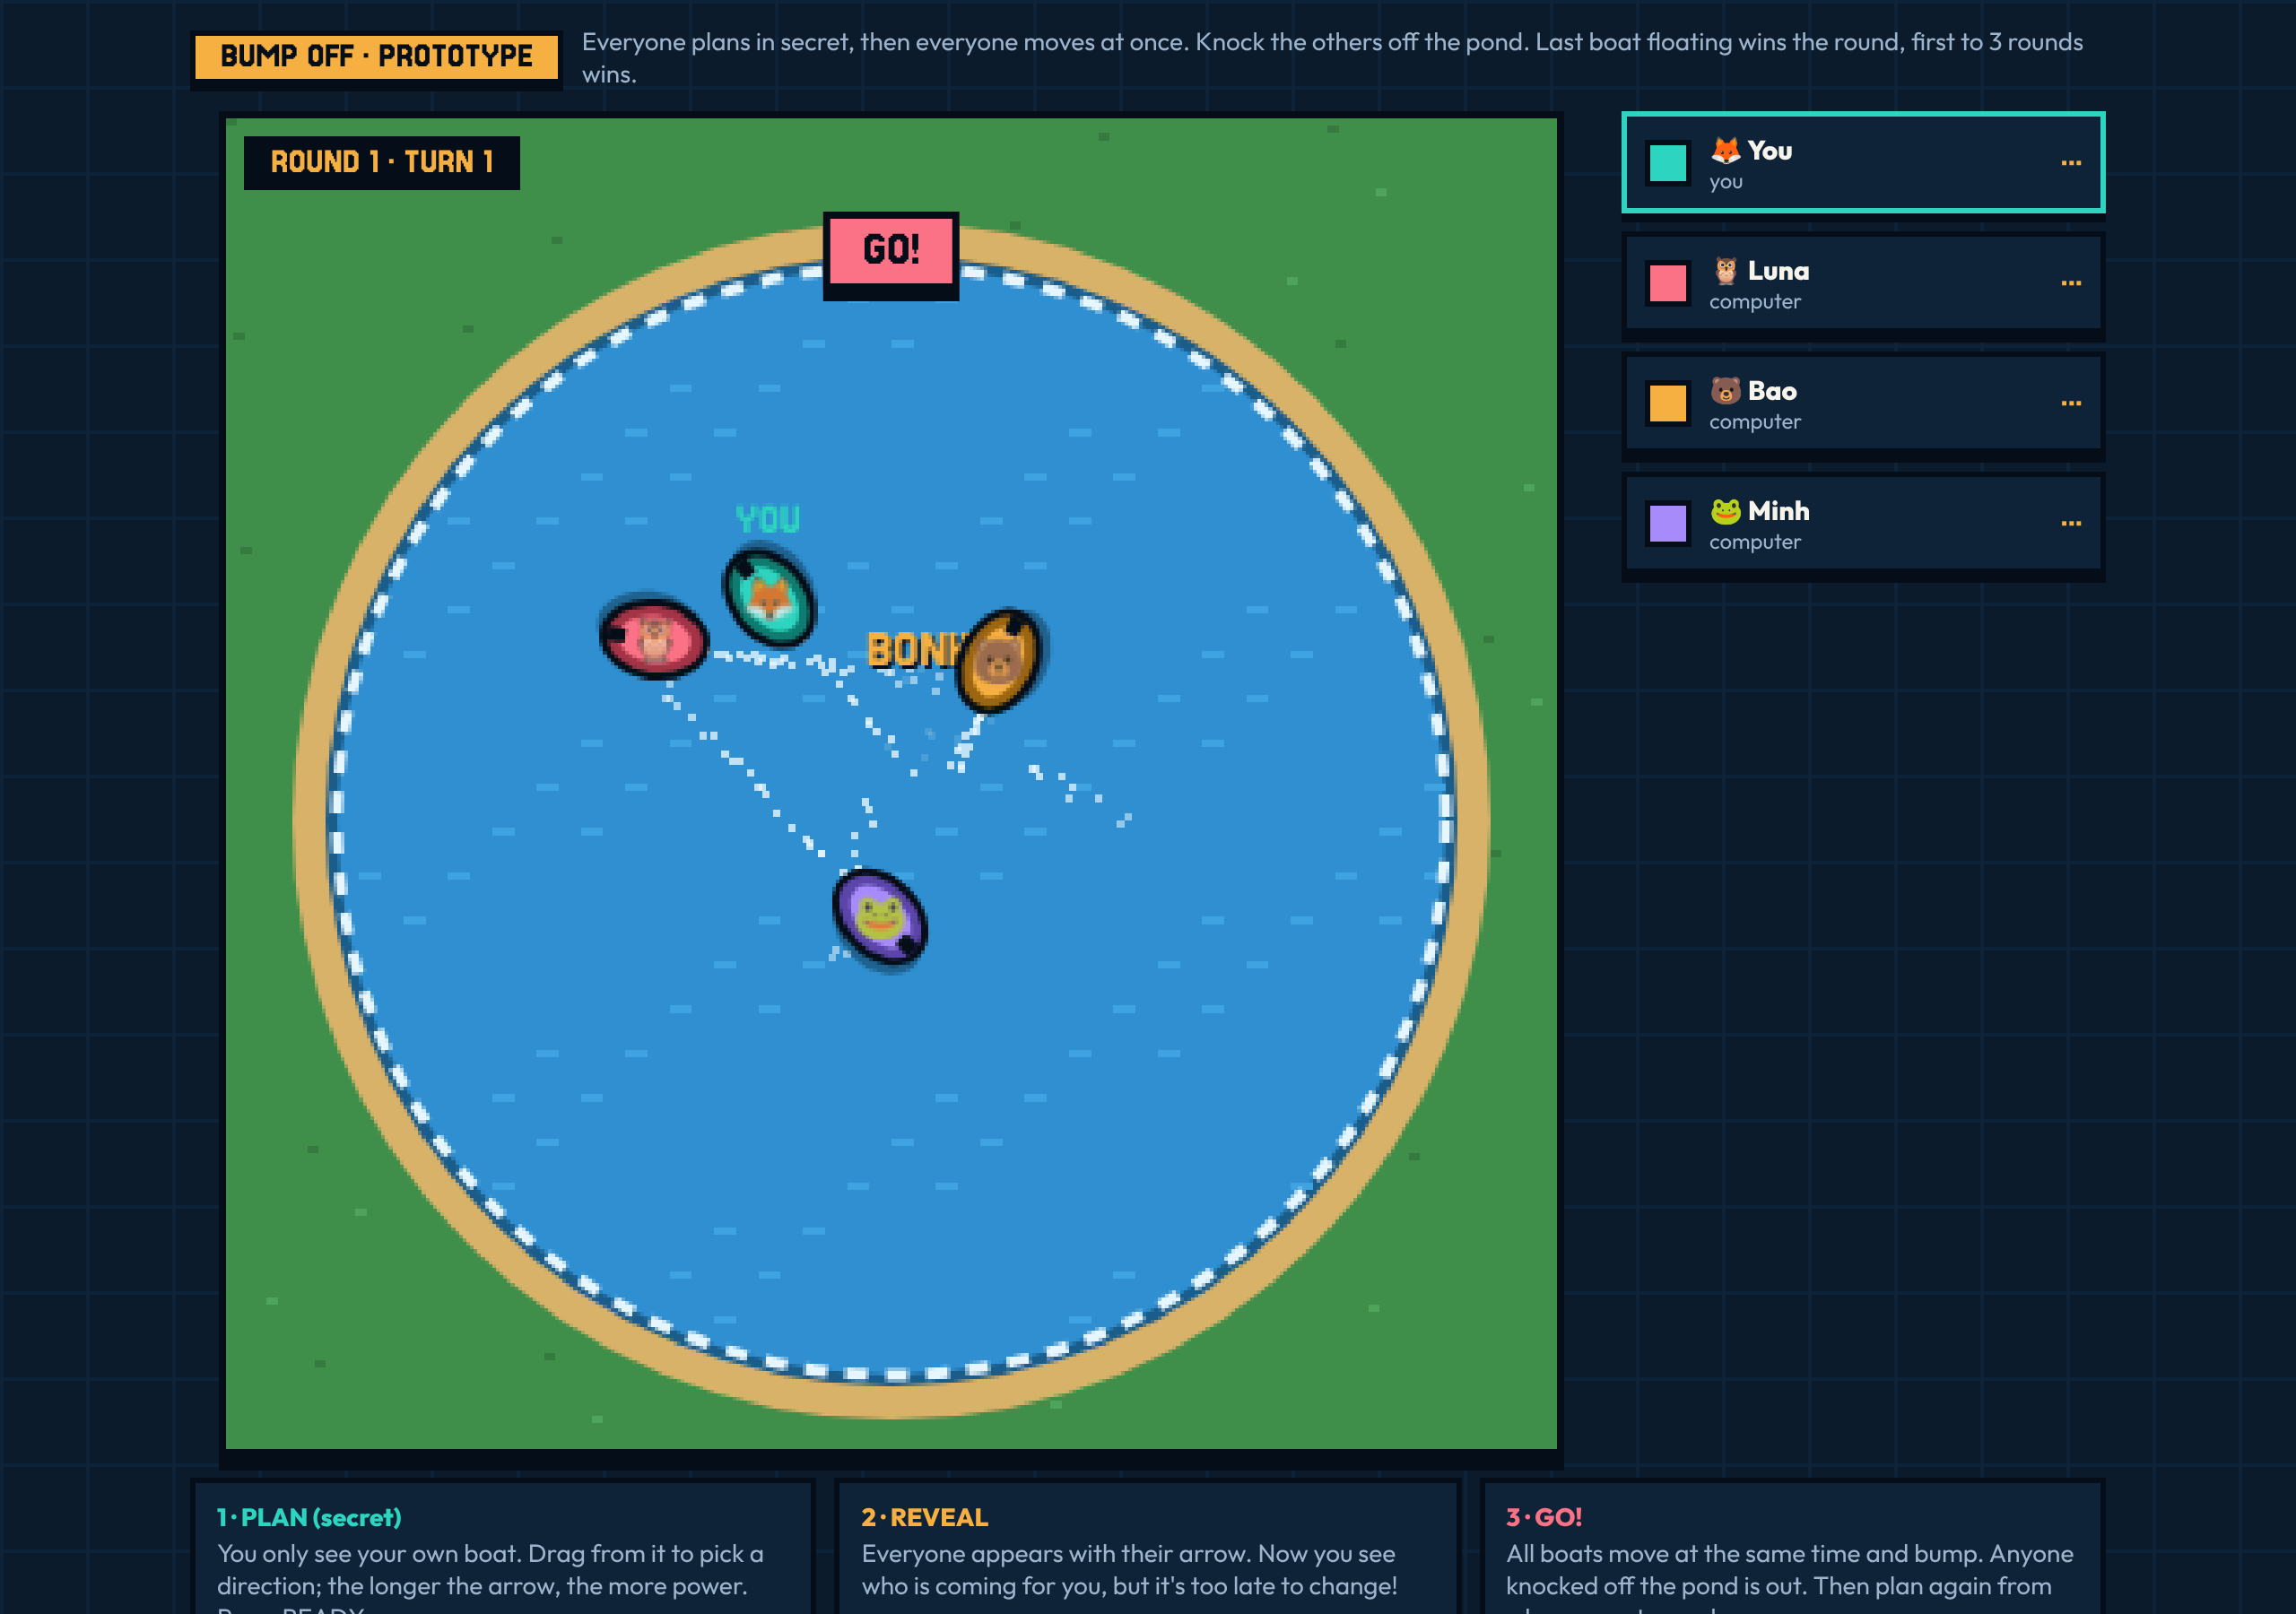 BUMP OFF · PROTOTYPE
Everyone plans in secret, then everyone moves at once. Knock the others off the pond. Last boat floating wins the round, first to 3 rounds
wins.
ROUND 1 · TURN 1
GO!
YOU
You
you
...
Luna
computer
...
Bao
computer
...
Minh
computer
...
1 · PLAN (secret)
You only see your own boat. Drag from it to pick a
direction; the longer the arrow, the more power.
2 · REVEAL
Everyone appears with their arrow. Now you see
who is coming for you, but it's too late to change!
3 · GO!
All boats move at the same time and bump. Anyone
knocked off the pond is out. Then plan again from